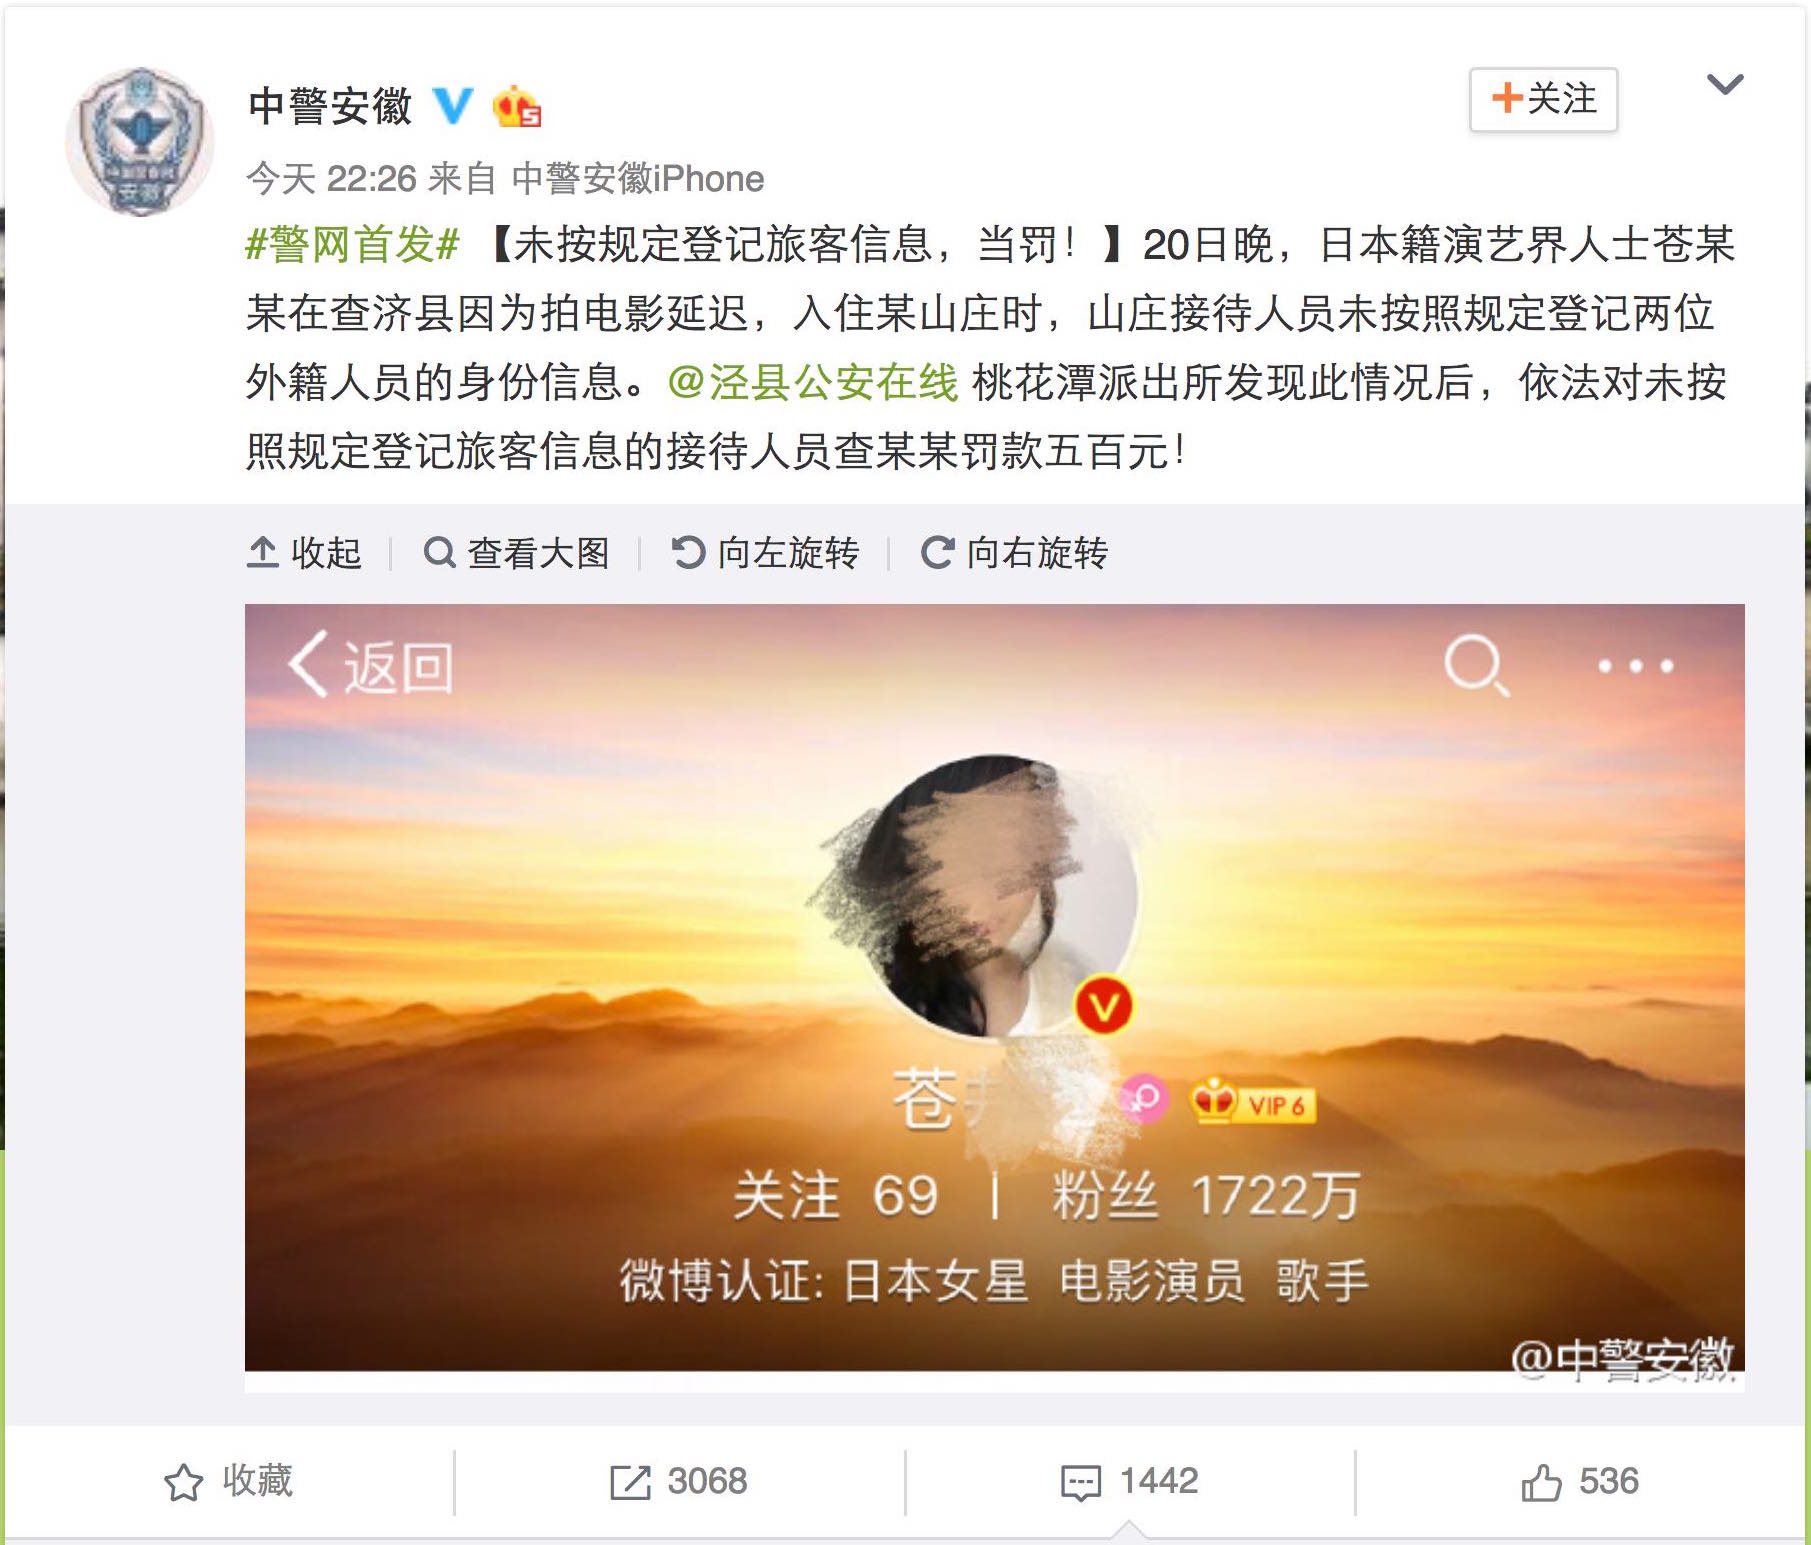 中警安徽
+关注
今天 22:26 来自 中警安徽iPhone
#警网首发# 【未按规定登记旅客信息，当罚！】20日晚，日本籍演艺界人士苍某
某在查济县因为拍电影延迟，入住某山庄时，山庄接待人员未按照规定登记两位
外籍人员的身份信息。@泾县公安在线 桃花潭派出所发现此情况后，依法对未按
照规定登记旅客信息的接待人员查某某罚款五百元！
收起 查看大图 向左旋转 向右旋转
返回
苍
VIP 6
关注 69 | 粉丝 1722万
微博认证: 日本女星 电影演员 歌手
@中警安徽
收藏 3068 1442 536